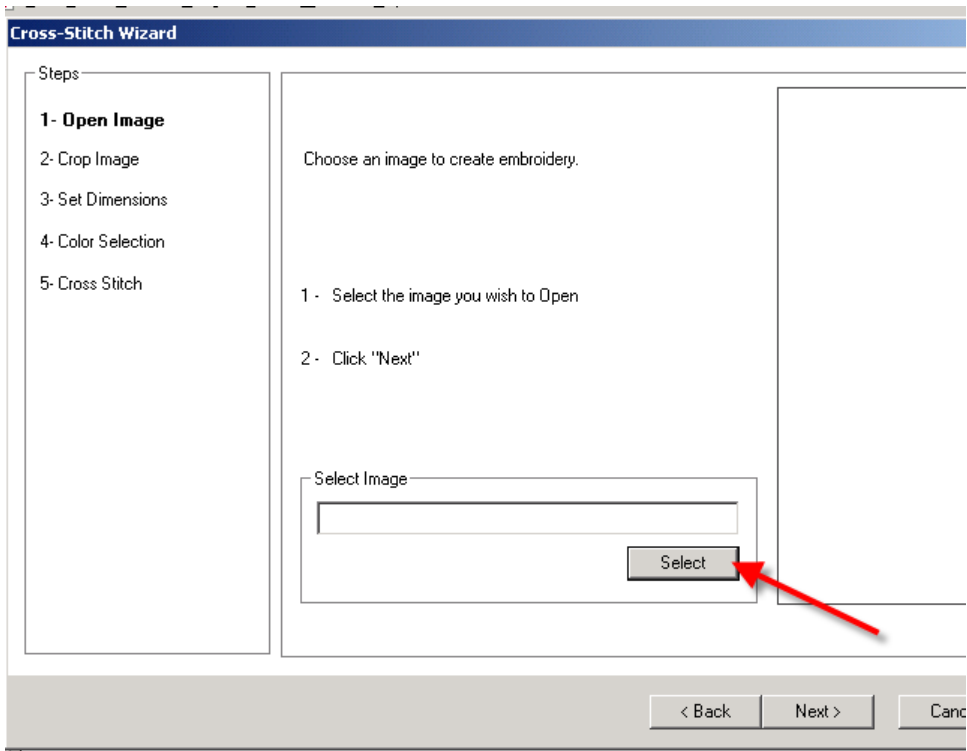 Cross-Stitch Wizard
Steps
1- Open Image
2- Crop Image
3- Set Dimensions
4- Color Selection
5- Cross Stitch
Choose an image to create embroidery.
1 - Select the image you wish to Open
2 - Click "Next"
Select Image
Select
< Back Next > Canc